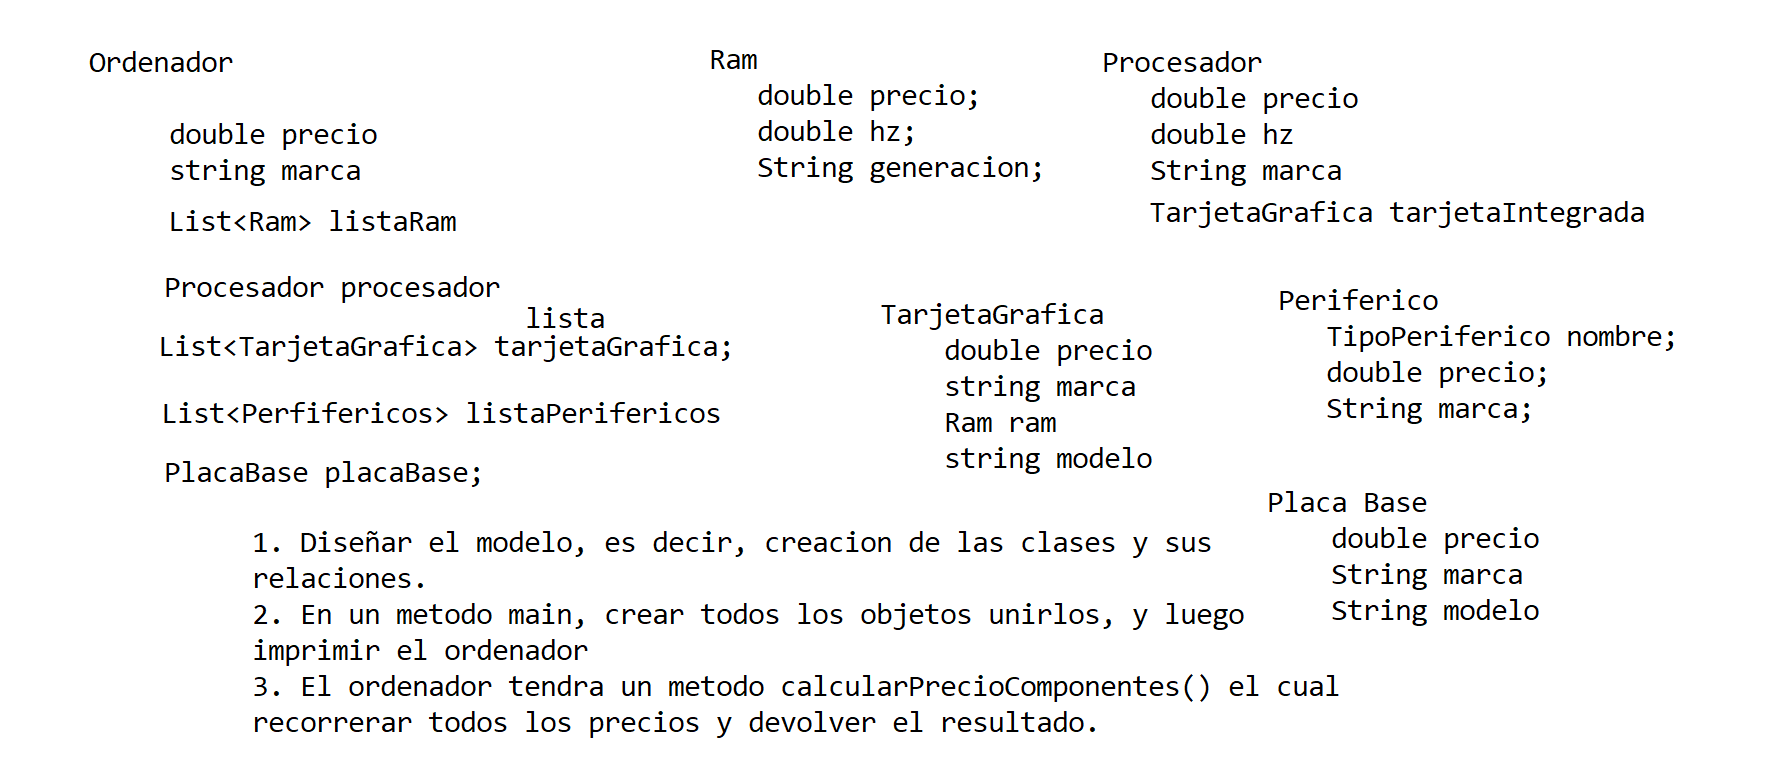 Ordenador
double precio
string marca
List<Ram> listaRam
Procesador procesador
lista
List<TarjetaGrafica> tarjetaGrafica;
List<Perfifericos> listaPerifericos
PlacaBase placaBase;
Ram
double precio;
double hz;
String generacion;
Procesador
double precio
double hz
String marca
TarjetaGrafica tarjetaIntegrada
TarjetaGrafica
double precio
string marca
Ram ram
string modelo
Periferico
TipoPeriferico nombre;
double precio;
String marca;
Placa Base
double precio
String marca
String modelo
1. Diseñar el modelo, es decir, creacion de las clases y sus
relaciones.
2. En un metodo main, crear todos los objetos unirlos, y luego
imprimir el ordenador
3. El ordenador tendra un metodo calcularPrecioComponentes() el cual
recorrerar todos los precios y devolver el resultado.